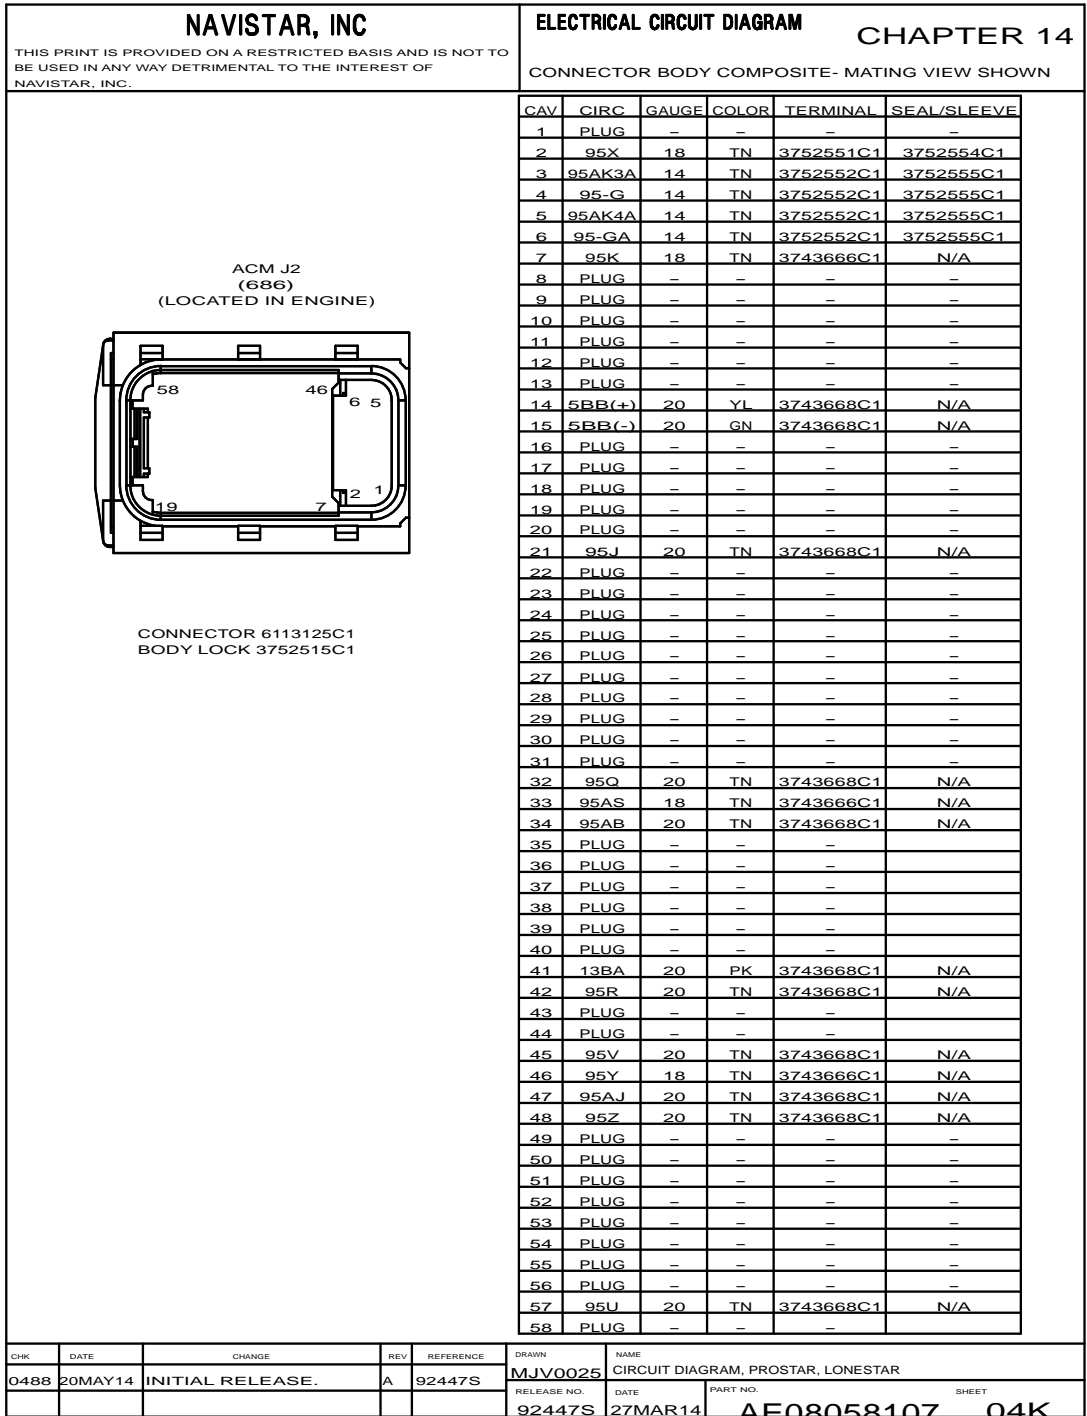 NAVISTAR, INC
THIS PRINT IS PROVIDED ON A RESTRICTED BASIS AND IS NOT TO
BE USED IN ANY WAY DETRIMENTAL TO THE INTEREST OF
NAVISTAR, INC.
ELECTRICAL CIRCUIT DIAGRAM
CHAPTER 14
CONNECTOR BODY COMPOSITE- MATING VIEW SHOWN
ACM J2
(686)
(LOCATED IN ENGINE)
58 46
6 5
2 1
19 7
CONNECTOR 6113125C1
BODY LOCK 3752515C1
CAV CIRC GAUGE COLOR TERMINAL SEAL/SLEEVE
1 PLUG – – – –
2 95X 18 TN 3752551C1 3752554C1
3 95AK3A 14 TN 3752552C1 3752555C1
4 95-G 14 TN 3752552C1 3752555C1
5 95AK4A 14 TN 3752552C1 3752555C1
6 95-GA 14 TN 3752552C1 3752555C1
7 95K 18 TN 3743666C1 N/A
8 PLUG – – – –
9 PLUG – – – –
10 PLUG – – – –
11 PLUG – – – –
12 PLUG – – – –
13 PLUG – – – –
14 5BB(+) 20 YL 3743668C1 N/A
15 5BB(-) 20 GN 3743668C1 N/A
16 PLUG – – – –
17 PLUG – – – –
18 PLUG – – – –
19 PLUG – – – –
20 PLUG – – – –
21 95J 20 TN 3743668C1 N/A
22 PLUG – – – –
23 PLUG – – – –
24 PLUG – – – –
25 PLUG – – – –
26 PLUG – – – –
27 PLUG – – – –
28 PLUG – – – –
29 PLUG – – – –
30 PLUG – – – –
31 PLUG – – – –
32 95Q 20 TN 3743668C1 N/A
33 95AS 18 TN 3743666C1 N/A
34 95AB 20 TN 3743668C1 N/A
35 PLUG – – –
36 PLUG – – –
37 PLUG – – –
38 PLUG – – –
39 PLUG – – –
40 PLUG – – –
41 13BA 20 PK 3743668C1 N/A
42 95R 20 TN 3743668C1 N/A
43 PLUG – – –
44 PLUG – – –
45 95V 20 TN 3743668C1 N/A
46 95Y 18 TN 3743666C1 N/A
47 95AJ 20 TN 3743668C1 N/A
48 95Z 20 TN 3743668C1 N/A
49 PLUG – – – –
50 PLUG – – – –
51 PLUG – – – –
52 PLUG – – – –
53 PLUG – – – –
54 PLUG – – – –
55 PLUG – – – –
56 PLUG – – – –
57 95U 20 TN 3743668C1 N/A
58 PLUG – – –
CHK DATE CHANGE REV REFERENCE
0488 20MAY14 INITIAL RELEASE. A 92447S
DRAWN NAME
MJV0025 CIRCUIT DIAGRAM, PROSTAR, LONESTAR
RELEASE NO. DATE PART NO. SHEET
92447S 27MAR14 AE08058107 04K